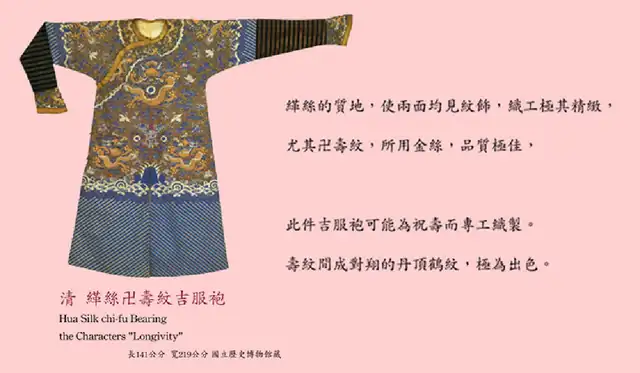 緙絲的質地，使兩面均見紋飾，織工極其精緻，
尤其卍壽紋，所用金絲，品質極佳，
此件吉服袍可能為祝壽而專工織製。
壽紋間成對翔的丹頂鶴紋，極為出色。
清 緙絲卍壽紋吉服袍
Hua Silk chi-fu Bearing
the Characters "Longivity"
長141公分 寬219公分 國立歷史博物館藏